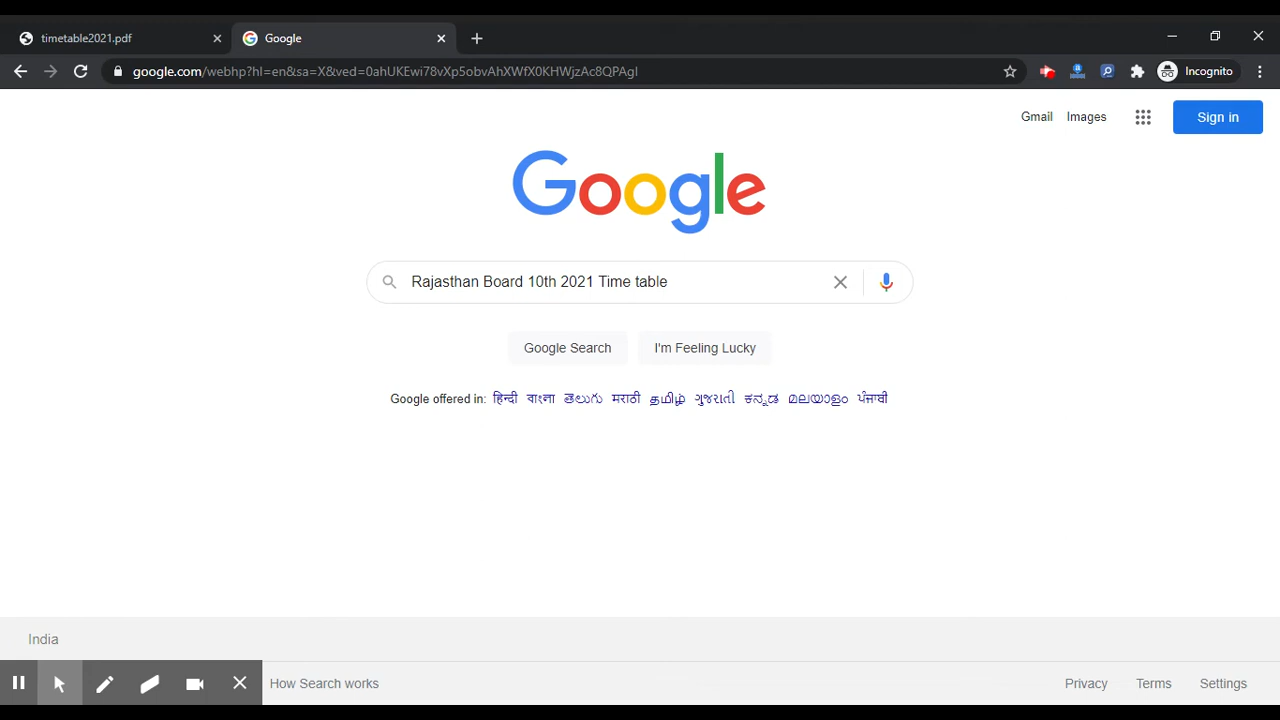 timetable2021.pdf
Google
google.com/webhp?hl=en&sa=X&ved=0ahUKEwi78vXp5obvAhXWfX0KHWjzAc8QPAgI
Incognito
Gmail Images Sign in
Google
Rajasthan Board 10th 2021 Time table
Google Search I'm Feeling Lucky
Google offered in: हिन्दी বাংলা తెలుగు मराठी தமிழ் ગુજરાતી ಕನ್ನಡ മലയാളം ਪੰਜਾਬੀ
India
How Search works Privacy Terms Settings